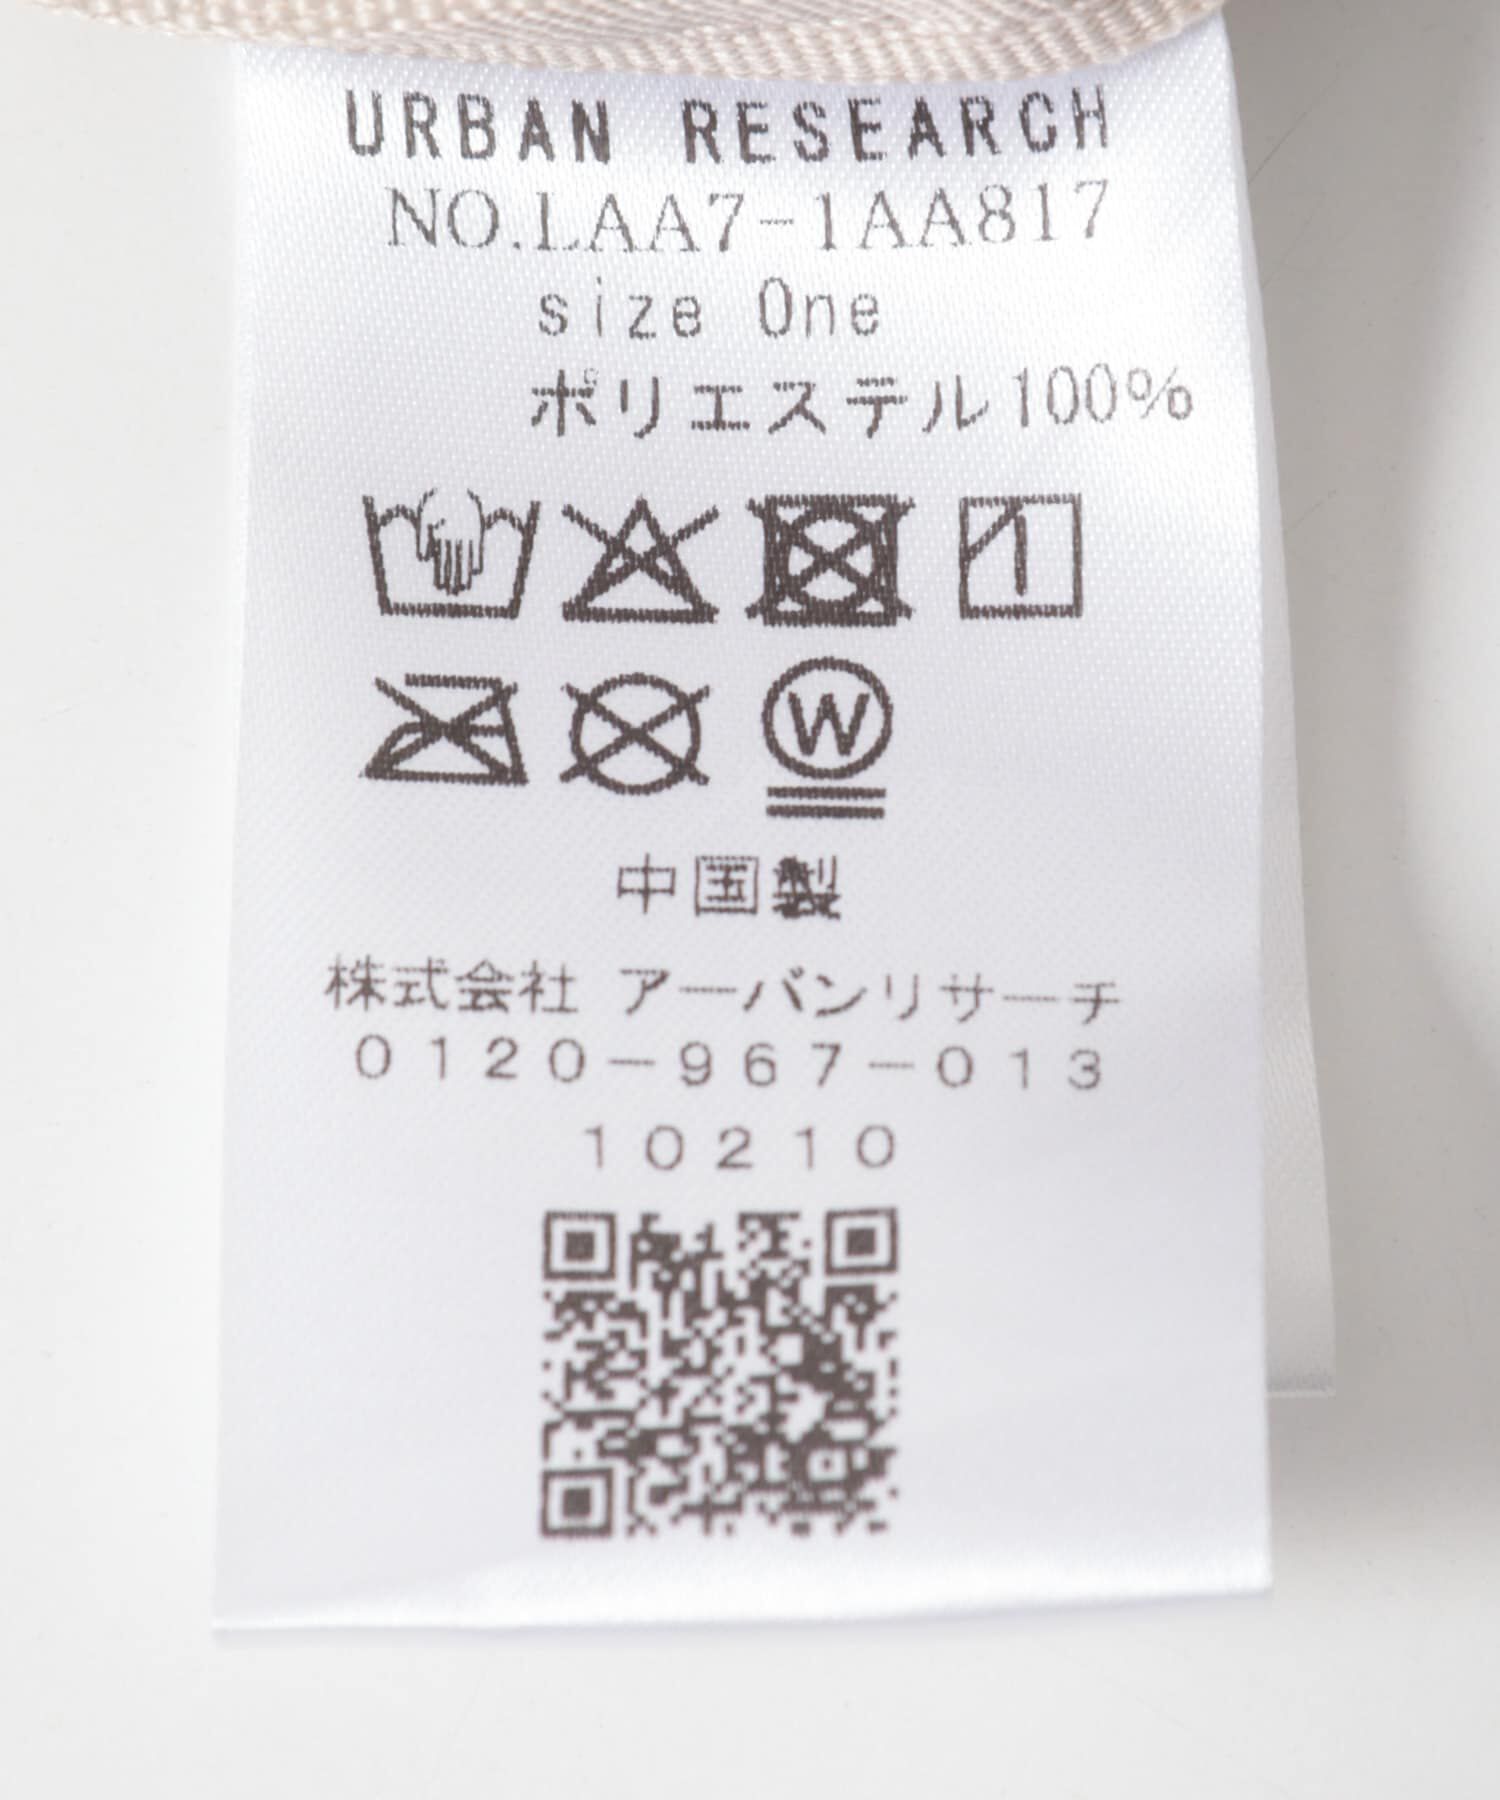 URBAN RESEARCH
NO.LAA7-1AA817
size One
ポリエステル100%
W
中国製
株式会社 アーバンリサーチ
0120-967-013
10210